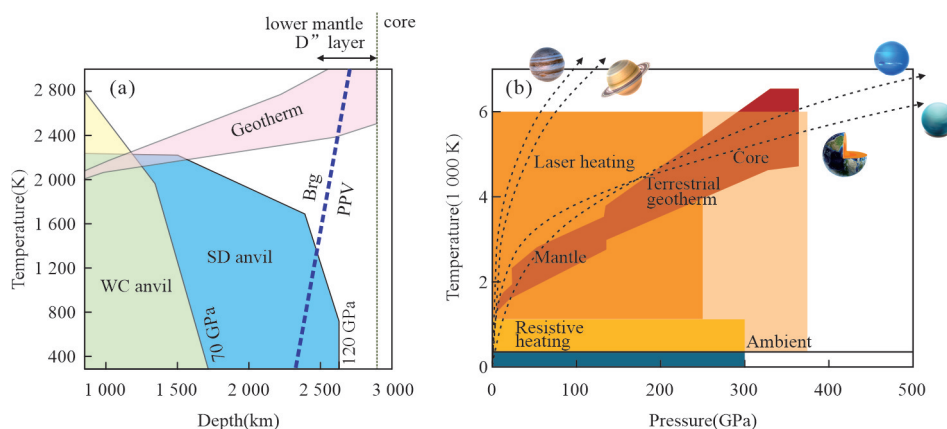 lower mantle
D” layer
core
(a)
2 800
2 400
2 000
1 600
1 200
800
400
Temperature(K)
Geotherm
Brg
PPV
WC anvil
SD anvil
70 GPa
120 GPa
1 000
1 500
2 000
2 500
3 000
Depth(km)
(b)
6
4
2
0
Temperature(1 000 K)
Laser heating
Core
Terrestrial
geotherm
Mantle
Resistive
heating
Ambient
0
100
200
300
400
500
Pressure(GPa)